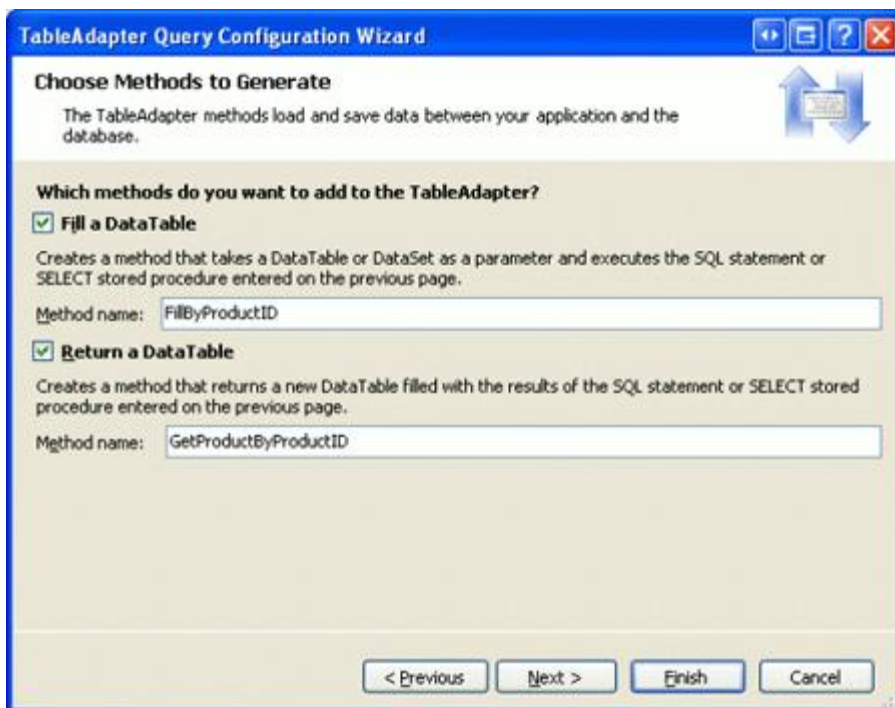 TableAdapter Query Configuration Wizard
Choose Methods to Generate
The TableAdapter methods load and save data between your application and the
database.
Which methods do you want to add to the TableAdapter?
Fill a DataTable
Creates a method that takes a DataTable or DataSet as a parameter and executes the SQL statement or
SELECT stored procedure entered on the previous page.
Method name: FillByProductID
Return a DataTable
Creates a method that returns a new DataTable filled with the results of the SQL statement or SELECT stored
procedure entered on the previous page.
Method name: GetProductByProductID
< Previous Next > Finish Cancel